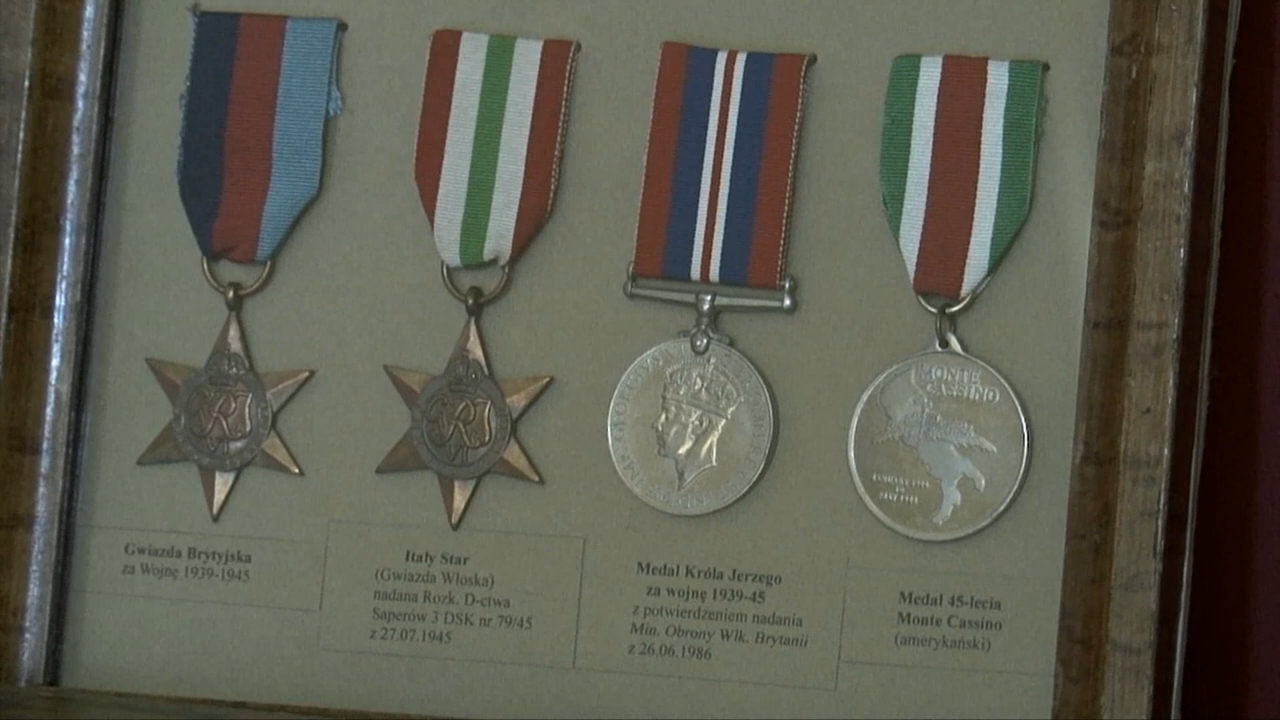 MONTE
CASSINO
Gwiazda Brytyjska
za Wojnę 1939-1945
Italy Star
(Gwiazda Włoska)
nadana Rozk. D-ctwa
Saperów 3 DSK nr 79/45
z 27.07.1945
Medal Króla Jerzego
za wojnę 1939-45
z potwierdzeniem nadania
Min. Obrony Wlk. Brytanii
z 26.06.1986
Medal 45-lecia
Monte Cassino
(amerykański)